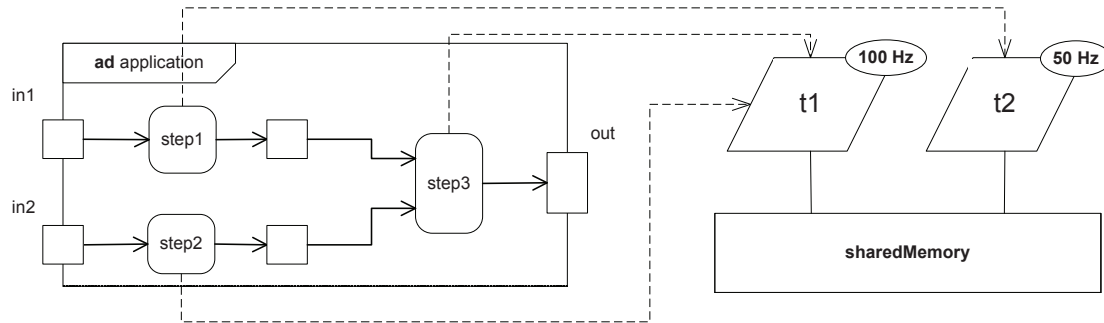 ad application
100 Hz
50 Hz
in1
t1
t2
step1
out
step3
in2
step2
sharedMemory